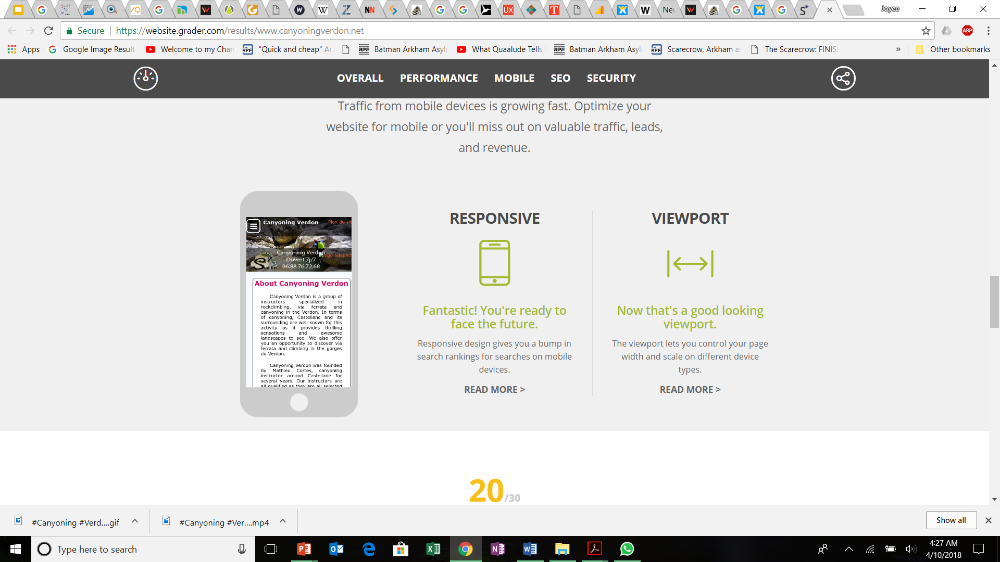 Joyee
Secure
https://website.grader.com/results/www.canyoningverdon.net
ABP
Apps
Google Image Result
Welcome to my Chan
"Quick and cheap" Ar
Batman Arkham Asylu
What Quaalude Tells
Batman Arkham Asylu
Scarecrow, Arkham as
The Scarecrow: FINIS
»
Other bookmarks
OVERALL
PERFORMANCE
MOBILE
SEO
SECURITY
Traffic from mobile devices is growing fast. Optimize your
website for mobile or you'll miss out on valuable traffic, leads,
and revenue.
Canyoning Verdon
Plan du sit
Canyoning Verdon
logo telepho
Ouvert 7j/7
06.88.76.72.68
Sud Est
About Canyoning Verdon
Canyoning Verdon is a group of
instructors specialized in
rockclimbing, via ferrata and
canyoning in the Verdon. In terms
of canyoning, Castellane and its
surrounding are well known for this
activity as it provides thrilling
sensations and awesome
landscapes to see. We also offer
you an opportunity to discover via
ferrata and climbing in the gorges
du Verdon.
Canyoning Verdon was founded
by Mathieu Cortes, canyoning
instructor around Castellane for
several years. Our instructors are
all qualified as they are all selected
RESPONSIVE
Fantastic! You're ready to
face the future.
Responsive design gives you a bump in
search rankings for searches on mobile
devices.
READ MORE >
VIEWPORT
Now that's a good looking
viewport.
The viewport lets you control your page
width and scale on different device
types.
READ MORE >
20/30
#Canyoning #Verd....gif
#Canyoning #Ver....mp4
Show all
Type here to search
4:27 AM
4/10/2018